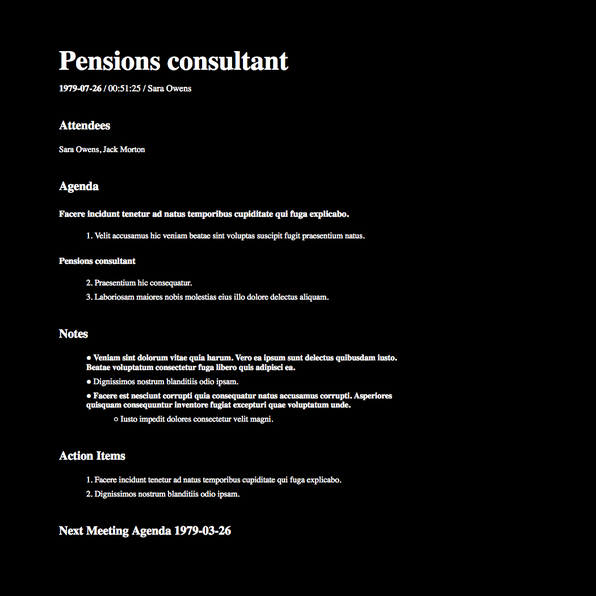 Pensions consultant
1979-07-26 / 00:51:25 / Sara Owens
Attendees
Sara Owens, Jack Morton
Agenda
Facere incidunt tenetur ad natus temporibus cupiditate qui fuga explicabo.
1. Velit accusamus hic veniam beatae sint voluptas suscipit fugit praesentium natus.
Pensions consultant
2. Praesentium hic consequatur.
3. Laboriosam maiores nobis molestias eius illo dolore delectus aliquam.
Notes
● Veniam sint dolorum vitae quia harum. Vero ea ipsum sunt delectus quibusdam iusto.
Beatae voluptatum consectetur fuga libero quis adipisci ea.
● Dignissimos nostrum blanditiis odio ipsam.
● Facere est nesciunt corrupti quia consequatur natus accusamus corrupti. Asperiores
quisquam consequuntur inventore fugiat excepturi quae voluptatum unde.
○ Iusto impedit dolores consectetur velit magni.
Action Items
1. Facere incidunt tenetur ad natus temporibus cupiditate qui fuga explicabo.
2. Dignissimos nostrum blanditiis odio ipsam.
Next Meeting Agenda 1979-03-26